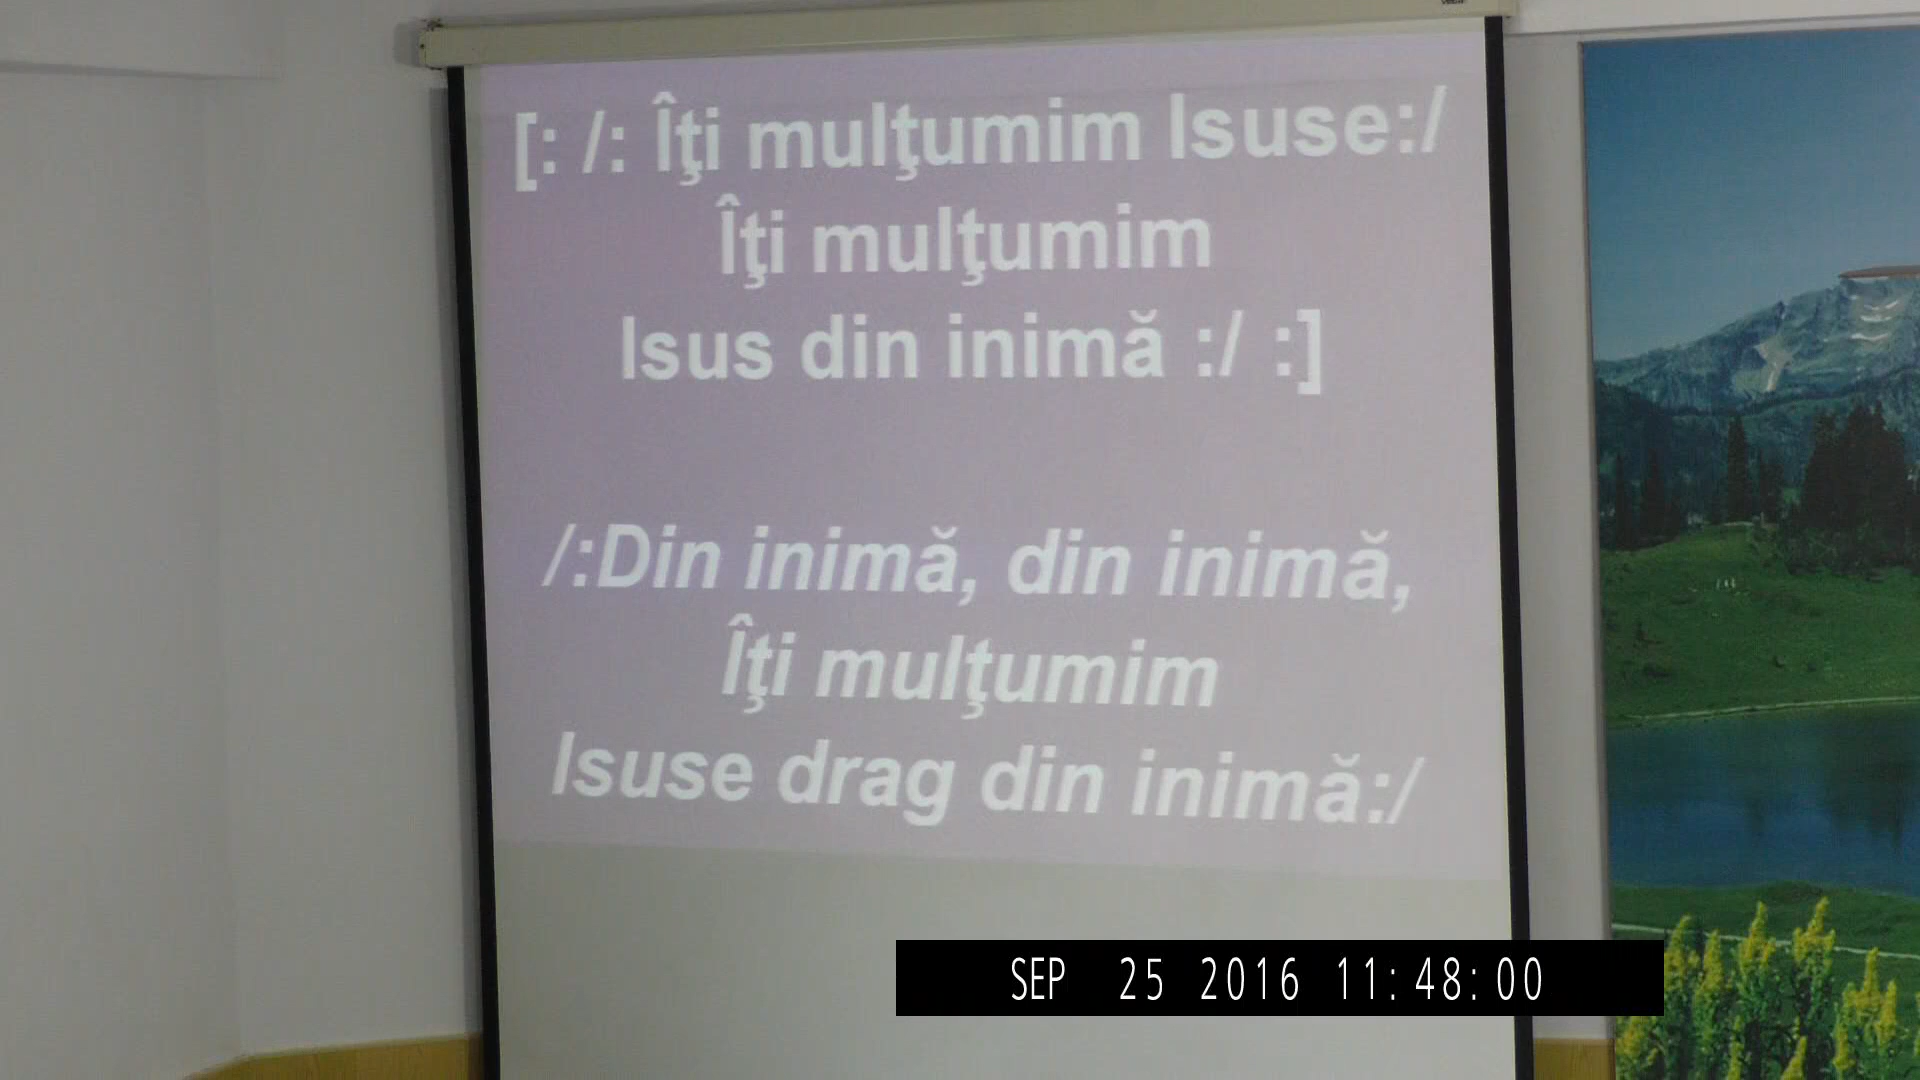 [: /: Îţi mulţumim Isuse:/
Îţi mulţumim
Isus din inimă :/ :]
/:Din inimă, din inimă,
Îţi mulţumim
Isuse drag din inimă:/
SEP 25 2016 11:48:00